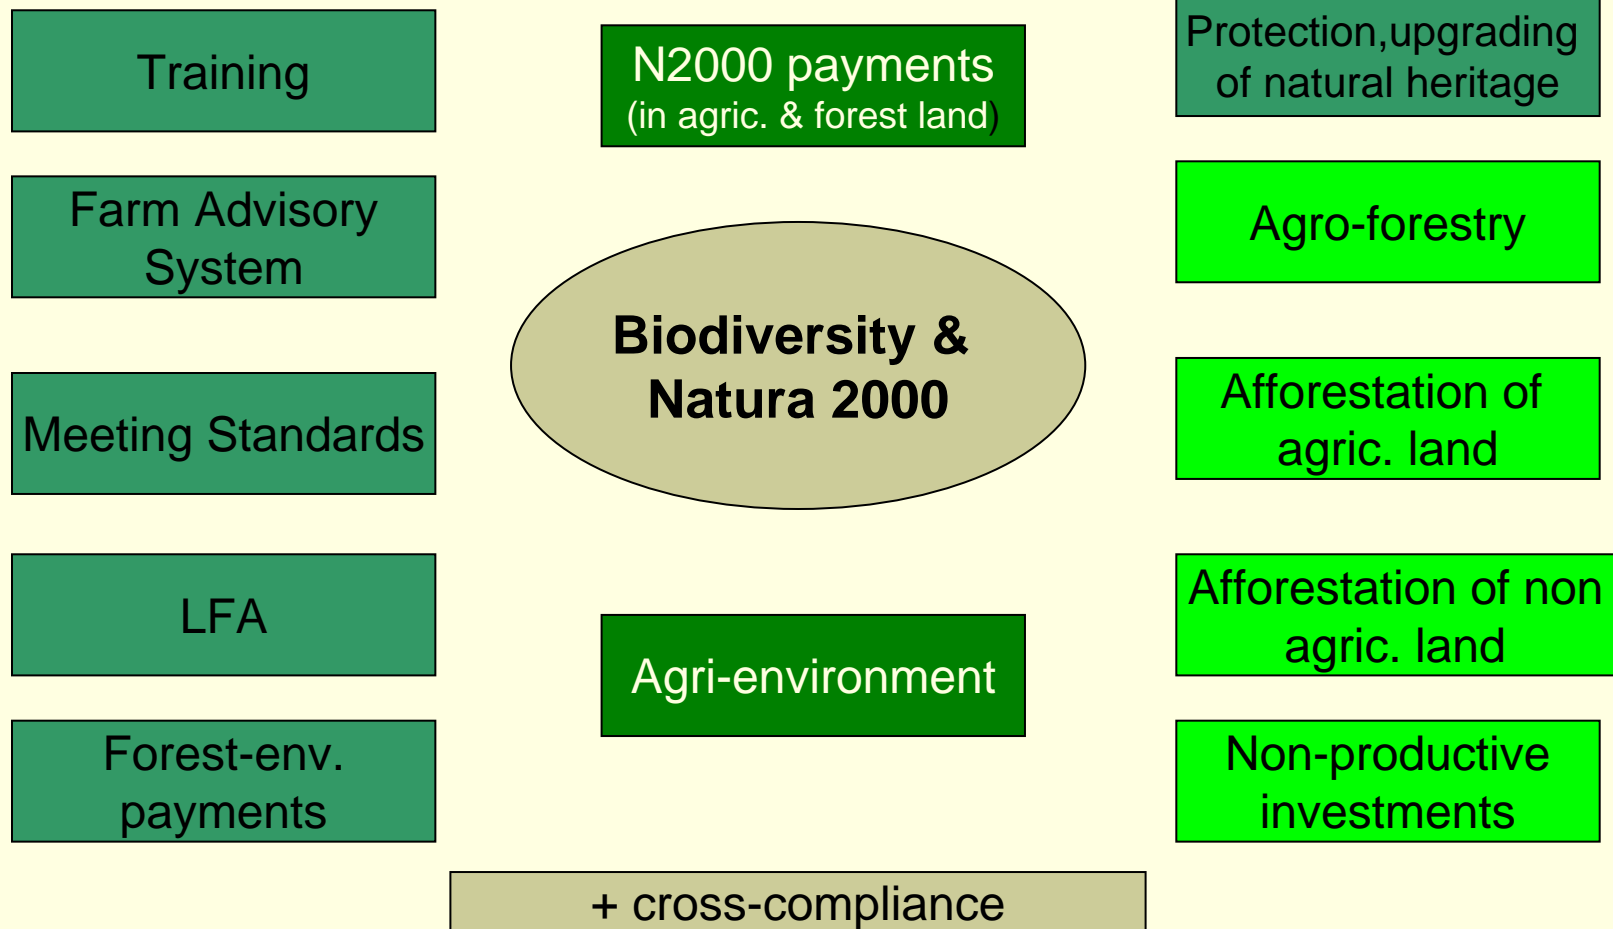 Training
Farm Advisory
System
Meeting Standards
LFA
Forest-env.
payments
N2000 payments
(in agric. & forest land)
Biodiversity &
Natura 2000
Agri-environment
+ cross-compliance
Protection,upgrading
of natural heritage
Agro-forestry
Afforestation of
agric. land
Afforestation of non
agric. land
Non-productive
investments